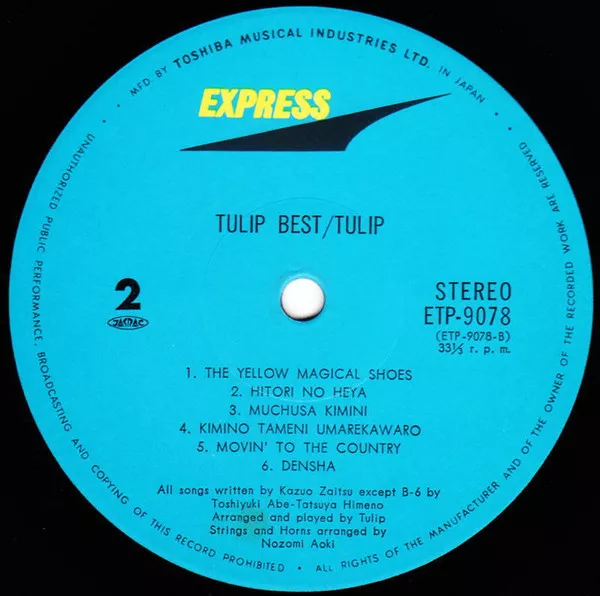 MFD. BY TOSHIBA MUSICAL INDUSTRIES LTD. IN JAPAN
EXPRESS
TULIP BEST/TULIP
2
JASRAC
STEREO
ETP-9078
(ETP-9078-B)
33⅓ r. p. m.
1. THE YELLOW MAGICAL SHOES
2. HITORI NO HEYA
3. MUCHUSA KIMINI
4. KIMINO TAMENI UMAREKAWARO
5. MOVIN' TO THE COUNTRY
6. DENSHA
All songs written by Kazuo Zaitsu except B-6 by
Toshiyuki Abe-Tatsuya Himeno
Arranged and played by Tulip
Strings and Horns arranged by
Nozomi Aoki
UNAUTHORIZED PUBLIC PERFORMANCE, BROADCASTING AND COPYING OF THIS RECORD PROHIBITED • ALL RIGHTS OF THE MANUFACTURER AND OF THE OWNER OF THE RECORDED WORK ARE RESERVED